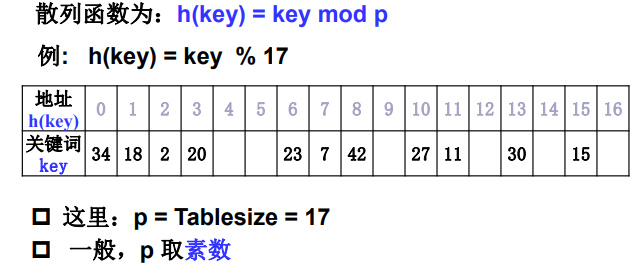 散列函数为：h(key) = key mod p
例: h(key) = key % 17
地址 h(key) 0 1 2 3 4 5 6 7 8 9 10 11 12 13 14 15 16
关键词 key 34 18 2 20 23 7 42 27 11 30 15
这里：p = Tablesize = 17
一般，p 取素数